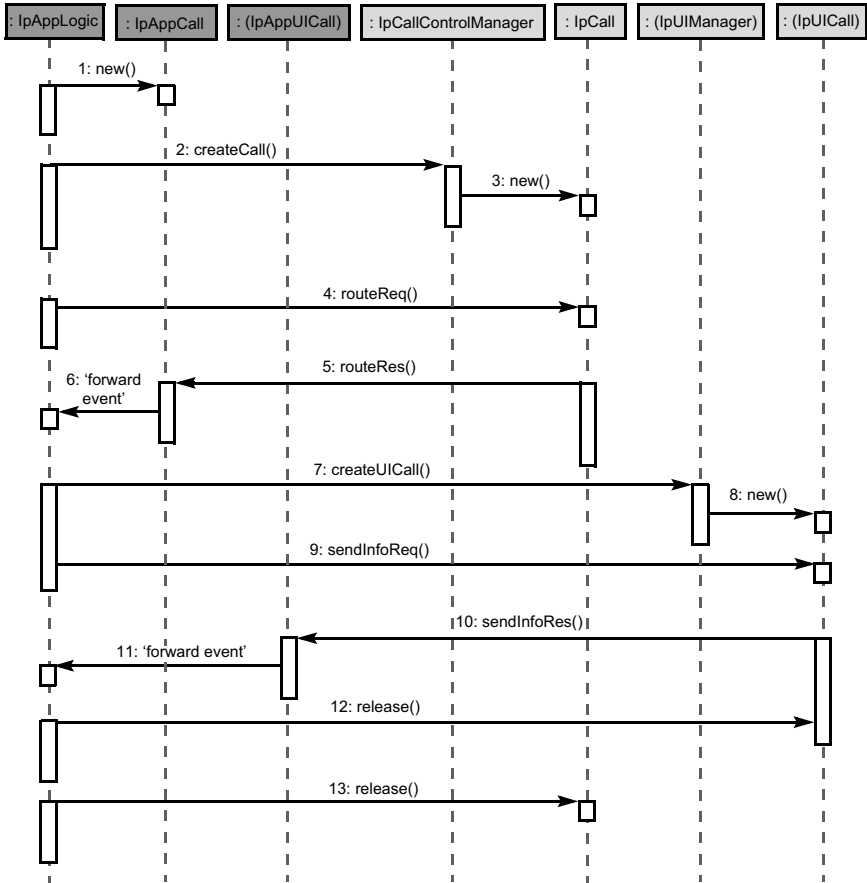 : IpAppLogic
: IpAppCall
: (IpAppUICall)
: IpCallControlManager
: IpCall
: (IpUIManager)
: (IpUICall)
1: new()
2: createCall()
3: new()
4: routeReq()
5: routeRes()
6: ‘forward
event’
7: createUICall()
8: new()
9: sendInfoReq()
10: sendInfoRes()
11: ‘forward event’
12: release()
13: release()